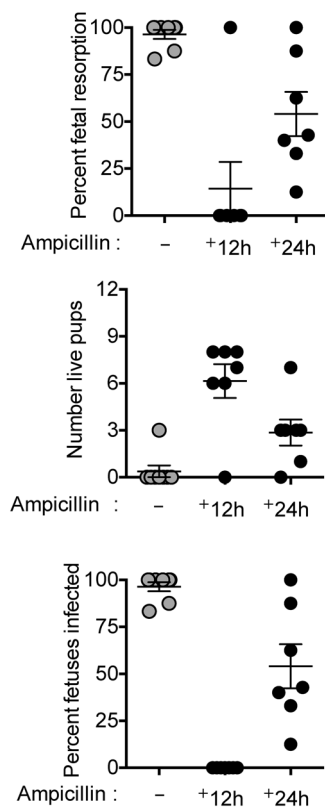 Percent fetal resorption
100
75
50
25
0
Ampicillin : − +12h +24h
Number live pups
12
9
6
3
0
Ampicillin : − +12h +24h
Percent fetuses infected
100
75
50
25
0
Ampicillin : − +12h +24h